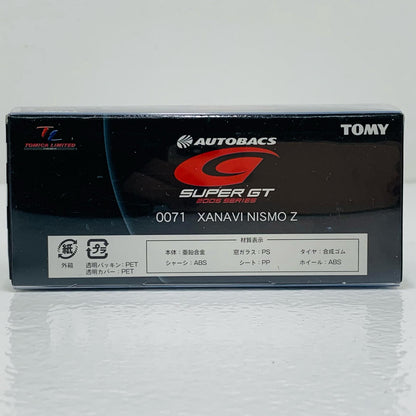 TL
TOMICA LIMITED
AUTOBACS
TOMY
SUPER GT
2005 SERIES
0071 XANAVI NISMO Z
材質表示
紙 プラ
外箱 透明パッキン:PET
透明カバー:PET
本体:亜鉛合金 窓ガラス:PS タイヤ:合成ゴム
シャーシ:ABS シート:PP ホイール:ABS